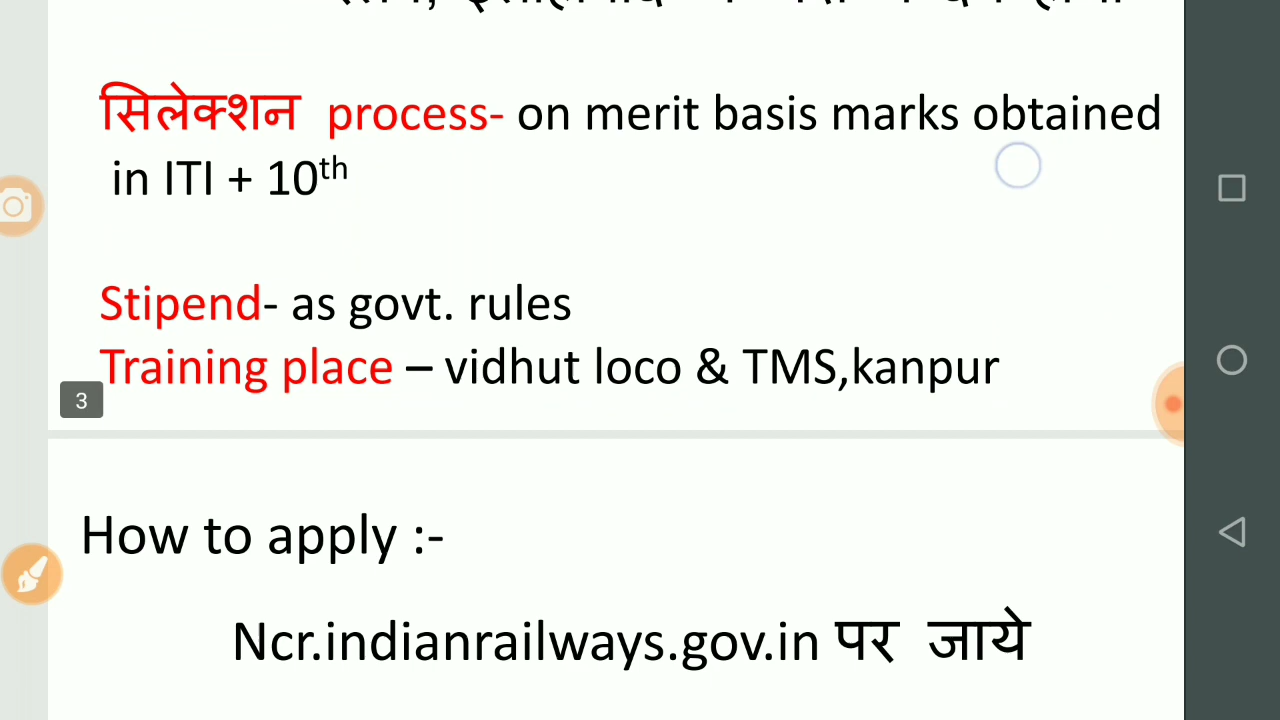 सिलेक्शन process- on merit basis marks obtained
in ITI + 10th
Stipend- as govt. rules
Training place – vidhut loco & TMS,kanpur
3
How to apply :-
Ncr.indianrailways.gov.in पर जाये